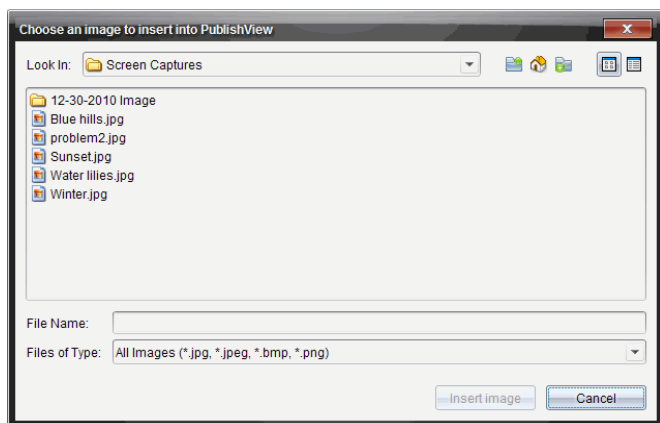 Choose an image to insert into PublishView
Look In: Screen Captures
12-30-2010 Image
Blue hills.jpg
problem2.jpg
Sunset.jpg
Water lilies.jpg
Winter.jpg
File Name:
Files of Type: All Images (*.jpg, *.jpeg, *.bmp, *.png)
Insert image Cancel